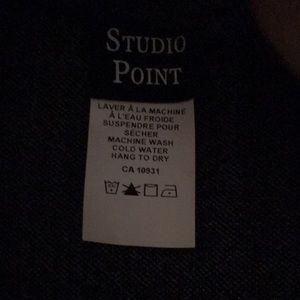 STUDIO
POINT
LAVER À LA MACHINE
À L'EAU FROIDE
SUSPENDRE POUR
SÉCHER
MACHINE WASH
COLD WATER
HANG TO DRY
CA 10931